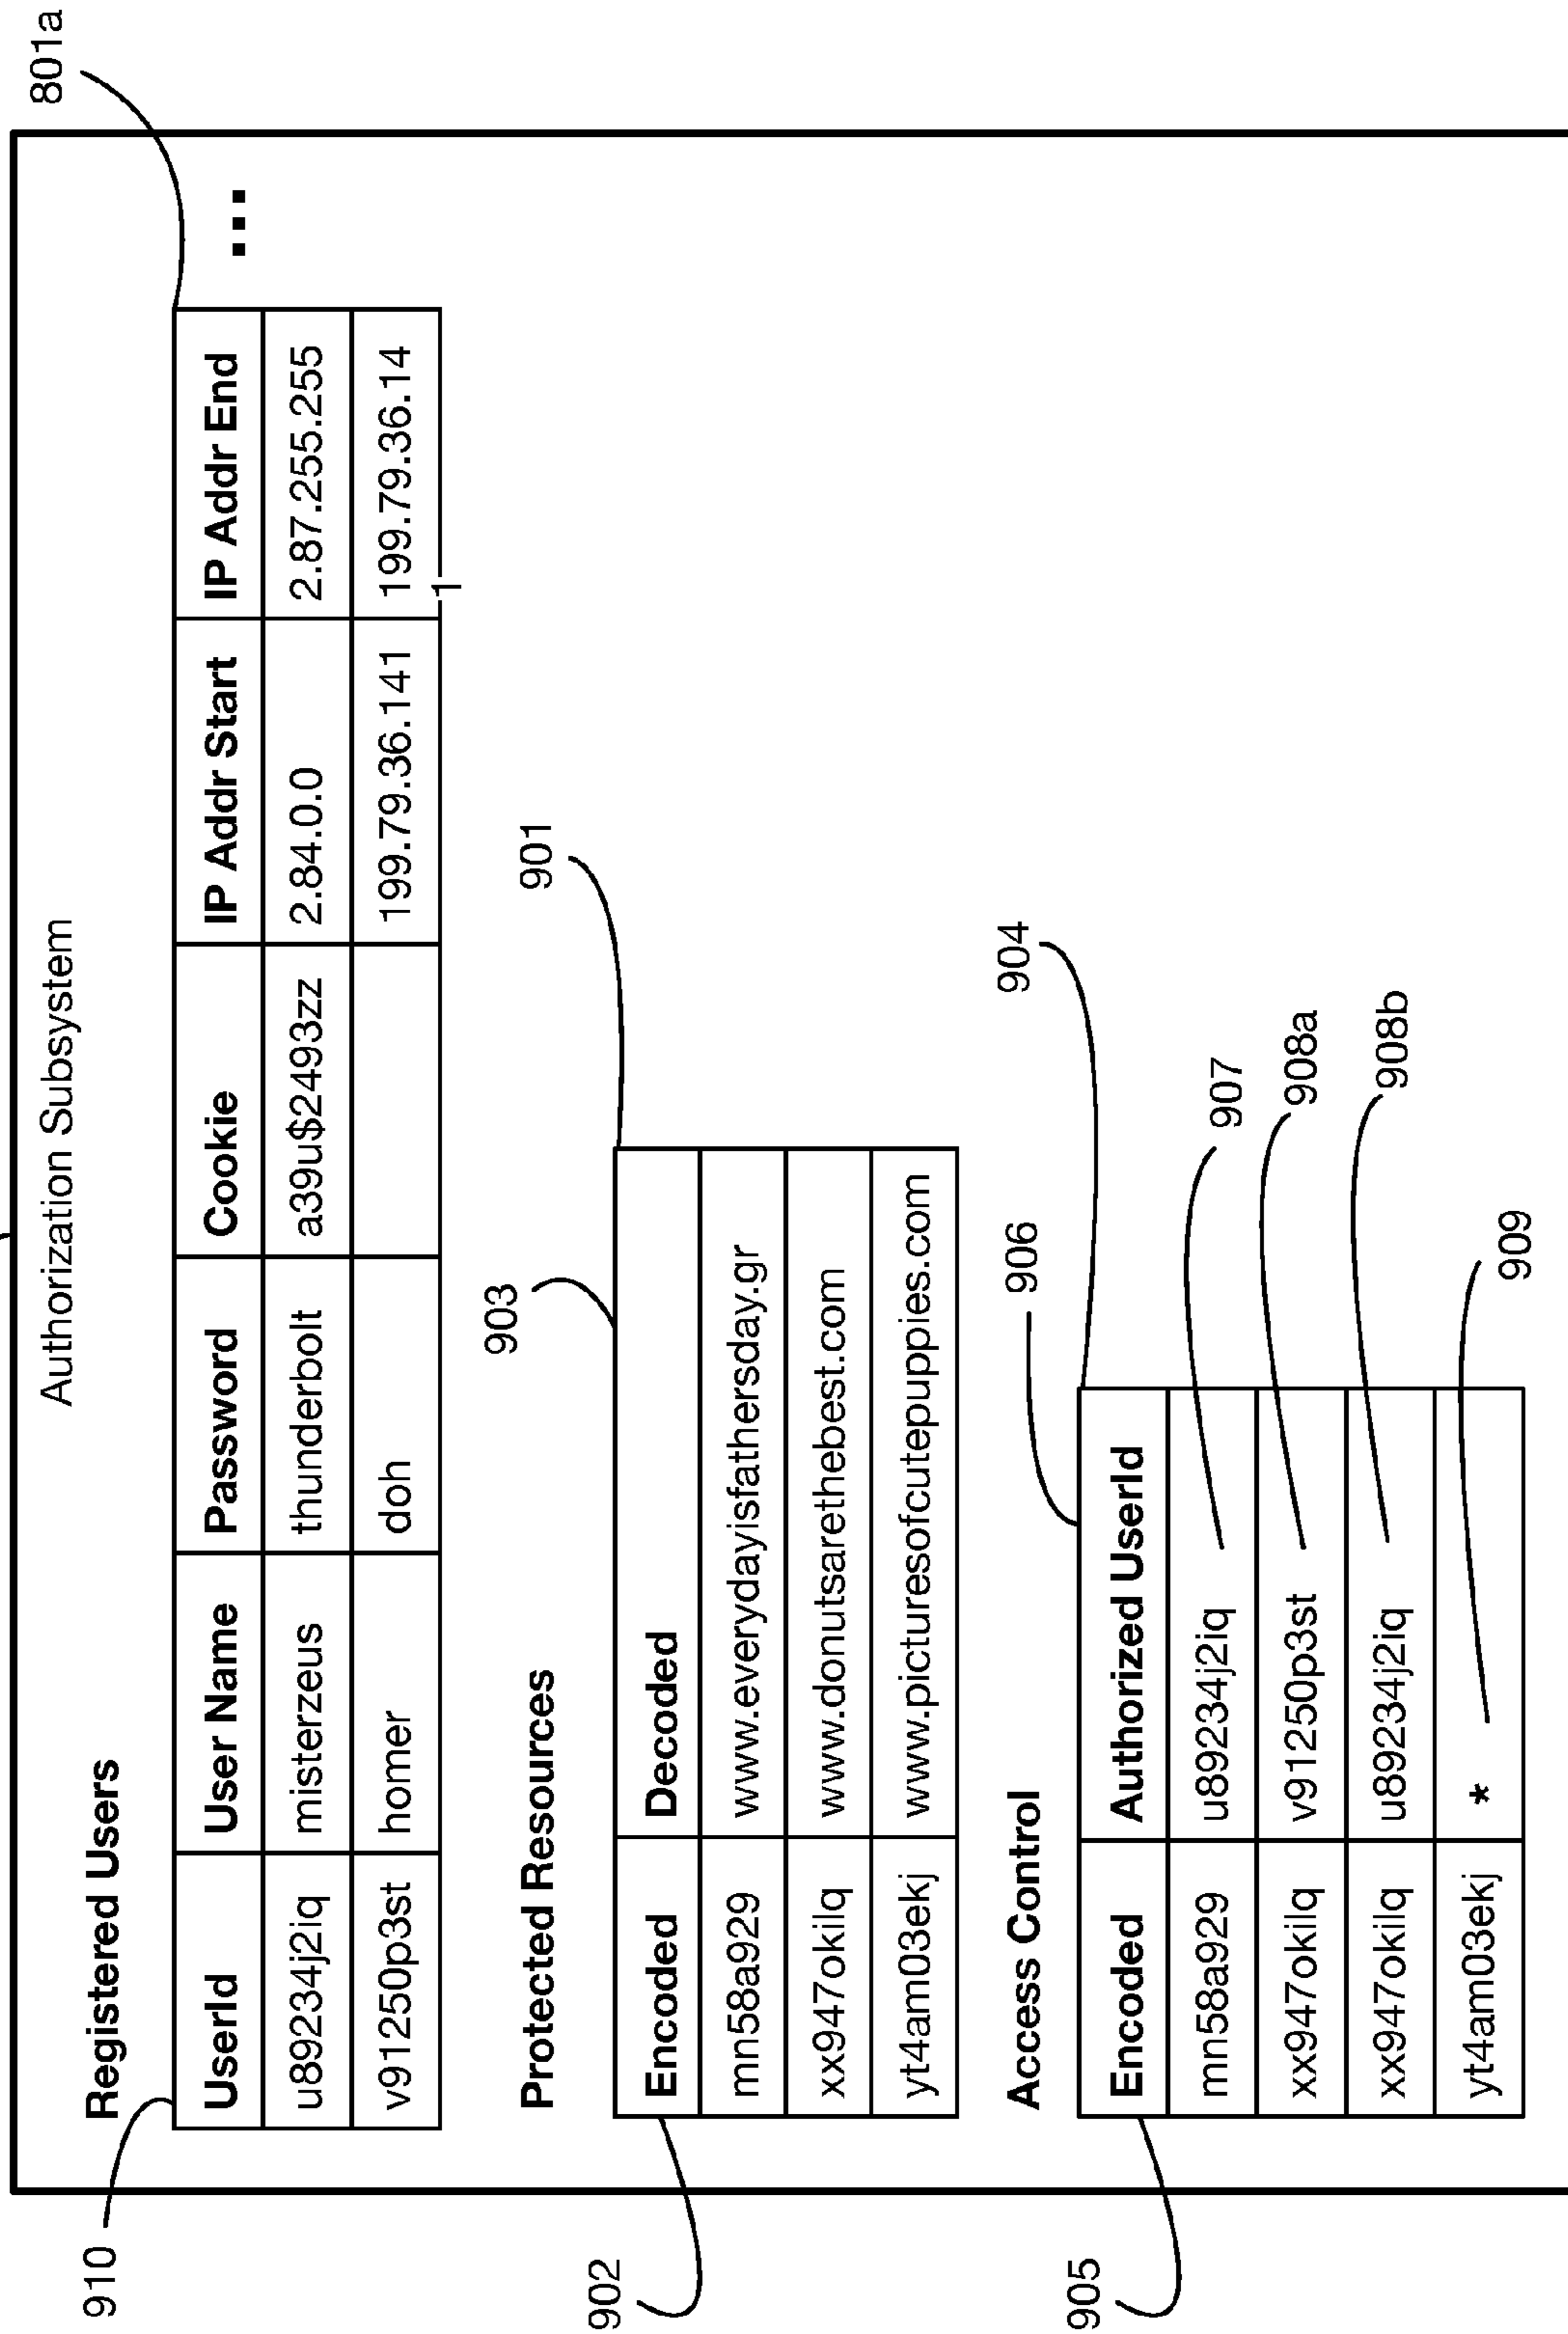 Authorization Subsystem
801a
910
Registered Users
UserId User Name Password Cookie IP Addr Start IP Addr End
...
u89234j2iq misterzeus thunderbolt a39u$2493zz 2.84.0.0 2.87.255.255
v91250p3st homer doh 199.79.36.141 199.79.36.14
1
903
901
Protected Resources
902
Encoded Decoded
mn58a929 www.everydayisfathersday.gr
xx947okilq www.donutsarethebest.com
yt4am03ekj www.picturesofcutepuppies.com
906
904
Access Control
905
Encoded Authorized UserId
mn58a929 u89234j2iq
907
xx947okilq v91250p3st
908a
xx947okilq u89234j2iq
908b
yt4am03ekj *
909